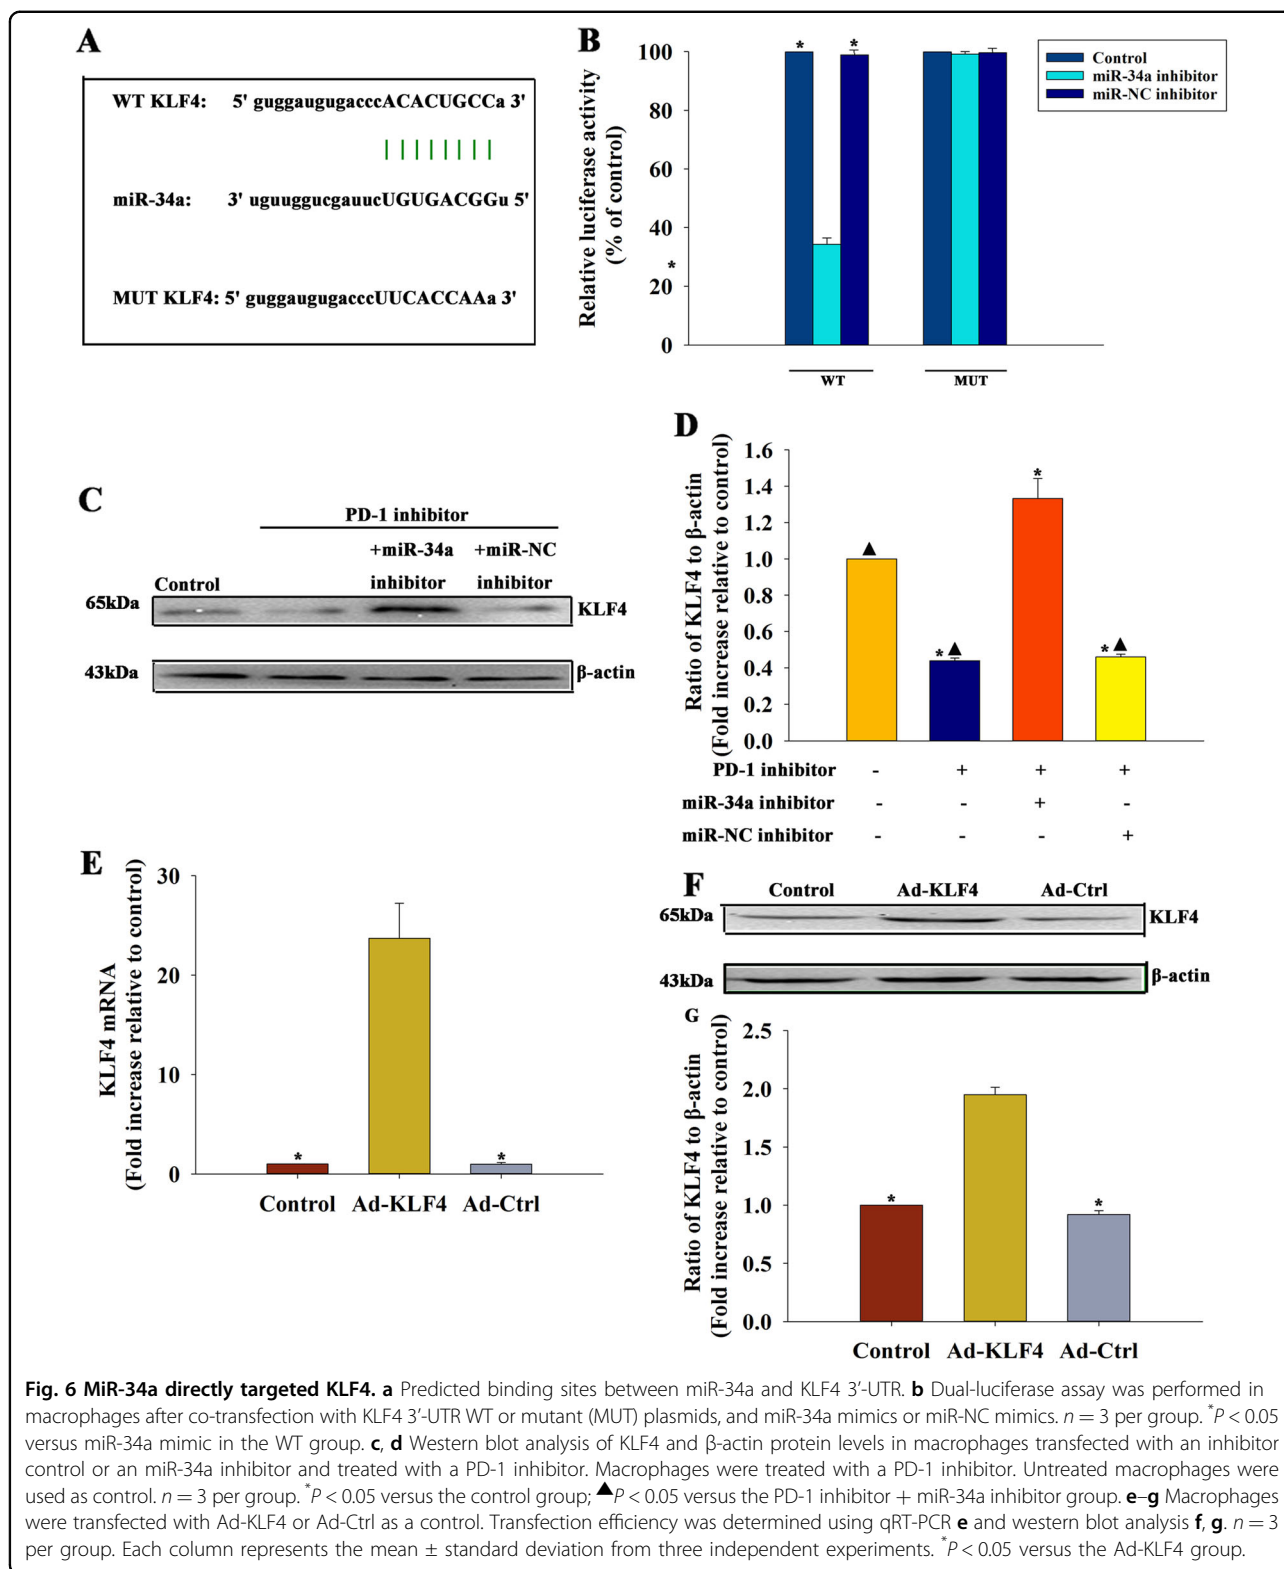 A
WT KLF4: 5' guggaugugacccACACUGCCa 3'
miR-34a: 3' uguuggucgauucUGUGACGGu 5'
MUT KLF4: 5' guggaugugacccUUCACCAAa 3'
B
Relative luciferase activity
(% of control)
100
80
60
40
20
0
*
*
*
WT
MUT
Control
miR-34a inhibitor
miR-NC inhibitor
C
PD-1 inhibitor
+miR-34a +miR-NC
Control inhibitor inhibitor
65kDa KLF4
43kDa β-actin
D
Ratio of KLF4 to β-actin
(Fold increase relative to control)
1.6
1.4
1.2
1.0
0.8
0.6
0.4
0.2
0.0
▲
*▲
*
*▲
PD-1 inhibitor - + + +
miR-34a inhibitor - - + -
miR-NC inhibitor - - - +
E
KLF4 mRNA
(Fold increase relative to control)
30
20
10
0
*
*
Control Ad-KLF4 Ad-Ctrl
F
Control Ad-KLF4 Ad-Ctrl
65kDa KLF4
43kDa β-actin
G
Ratio of KLF4 to β-actin
(Fold increase relative to control)
2.5
2.0
1.5
1.0
0.5
0.0
*
*
Control Ad-KLF4 Ad-Ctrl
Fig. 6 MiR-34a directly targeted KLF4. a Predicted binding sites between miR-34a and KLF4 3’-UTR. b Dual-luciferase assay was performed in
macrophages after co-transfection with KLF4 3’-UTR WT or mutant (MUT) plasmids, and miR-34a mimics or miR-NC mimics. n = 3 per group. *P < 0.05
versus miR-34a mimic in the WT group. c, d Western blot analysis of KLF4 and β-actin protein levels in macrophages transfected with an inhibitor
control or an miR-34a inhibitor and treated with a PD-1 inhibitor. Macrophages were treated with a PD-1 inhibitor. Untreated macrophages were
used as control. n = 3 per group. *P < 0.05 versus the control group; ▲P < 0.05 versus the PD-1 inhibitor + miR-34a inhibitor group. e–g Macrophages
were transfected with Ad-KLF4 or Ad-Ctrl as a control. Transfection efficiency was determined using qRT-PCR e and western blot analysis f, g. n = 3
per group. Each column represents the mean ± standard deviation from three independent experiments. *P < 0.05 versus the Ad-KLF4 group.